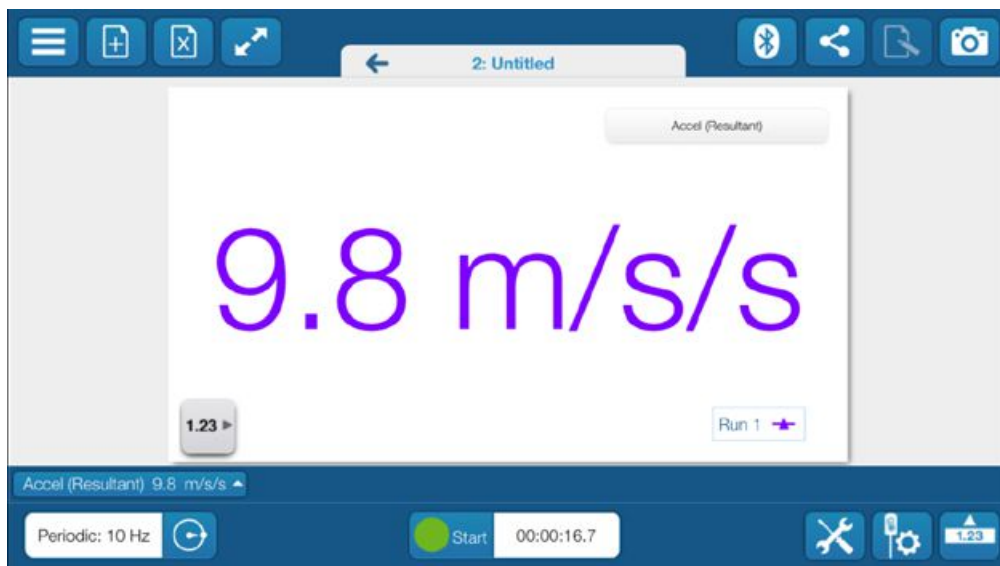 2: Untitled
Accel (Resultant)
9.8 m/s/s
1.23
Run 1
Accel (Resultant) 9.8 m/s/s
Periodic: 10 Hz
Start
00:00:16.7
1.23